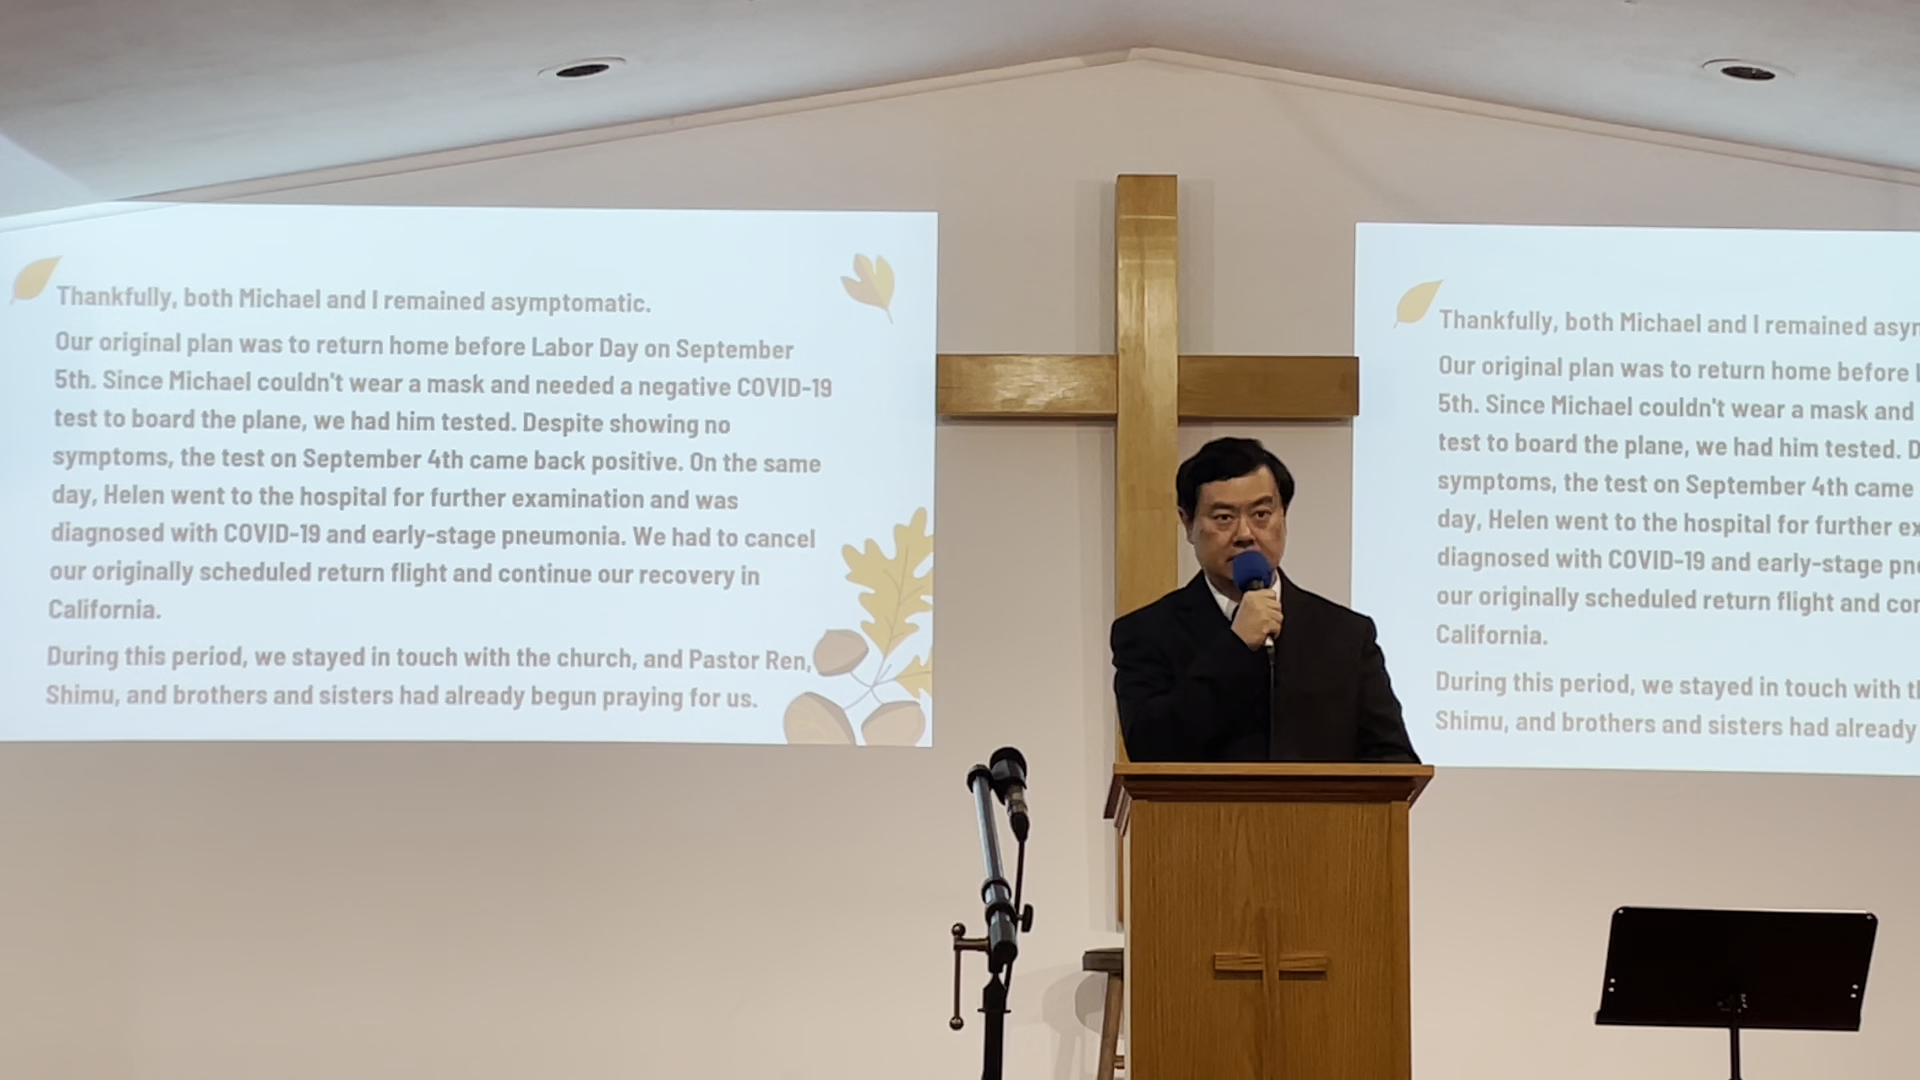 Thankfully, both Michael and I remained asymptomatic.
Our original plan was to return home before Labor Day on September
5th. Since Michael couldn't wear a mask and needed a negative COVID-19
test to board the plane, we had him tested. Despite showing no
symptoms, the test on September 4th came back positive. On the same
day, Helen went to the hospital for further examination and was
diagnosed with COVID-19 and early-stage pneumonia. We had to cancel
our originally scheduled return flight and continue our recovery in
California.
During this period, we stayed in touch with the church, and Pastor Ren,
Shimu, and brothers and sisters had already begun praying for us.
Thankfully, both Michael and I remained
Our original plan was to return home before
5th. Since Michael couldn't wear a mask and
test to board the plane, we had him tested.
symptoms, the test on September 4th came
day, Helen went to the hospital for further
diagnosed with COVID-19 and early-stage
our originally scheduled return flight and
California.
During this period, we stayed in touch with
Shimu, and brothers and sisters had already